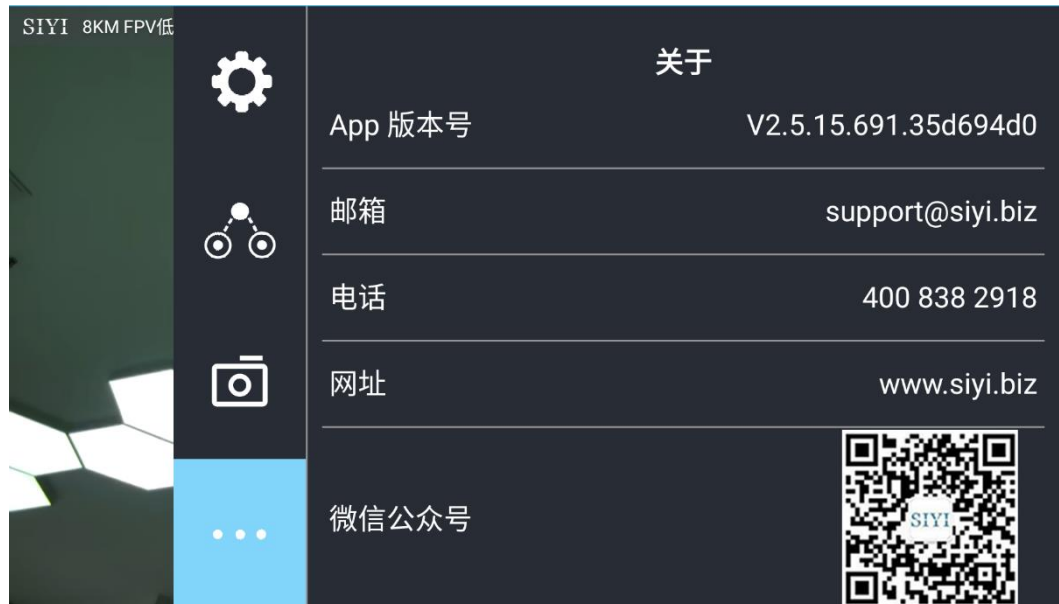 SIYI 8KM FPV低
关于
App 版本号 V2.5.15.691.35d694d0
邮箱 support@siyi.biz
电话 400 838 2918
网址 www.siyi.biz
微信公众号
SIYI